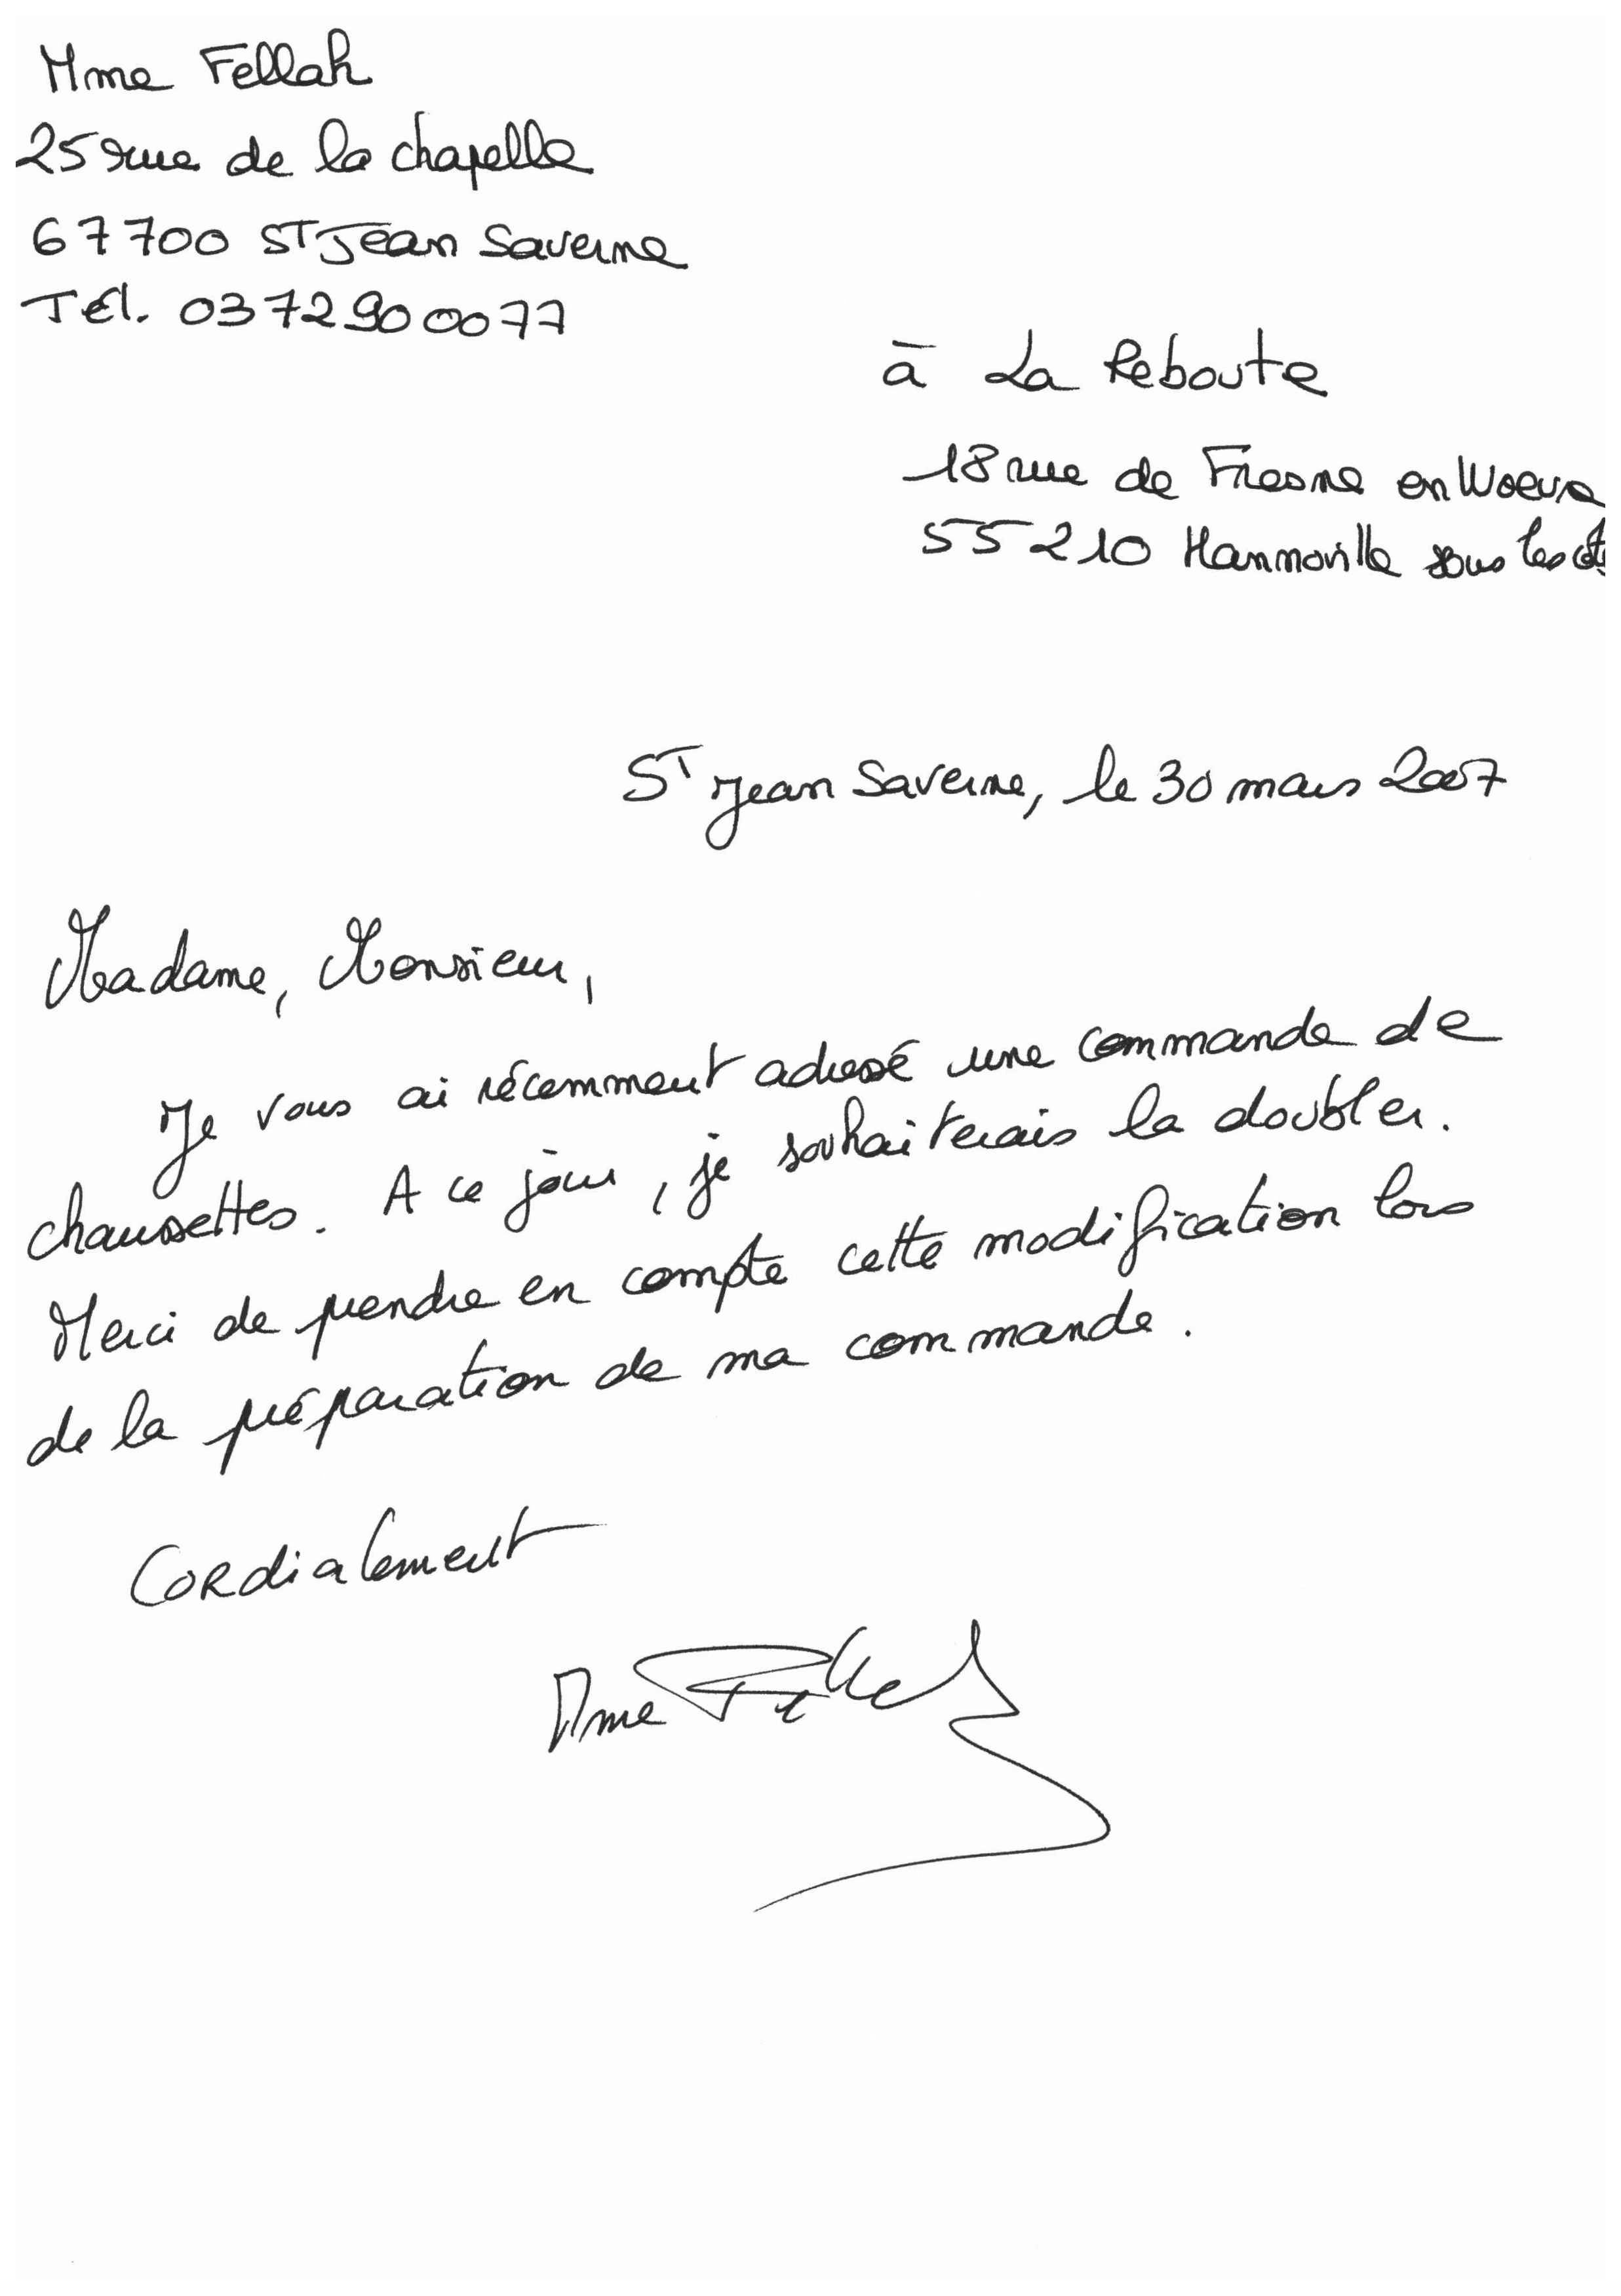 Mme Fellah
25 rue de la chapelle
67700 ST Jean Saverne
Tél. 0372900077
à La Reboute
18 rue de Fresne en Woevre
55210 Hannonville sous les
ST Jean Saverne, le 30 mars 2007
Madame, Monsieur,
Je vous ai récemment adressé une commande de
chaussettes. A ce jour, je souhaiterais la doubler.
Merci de prendre en compte cette modification lors
de la préparation de ma commande.
Cordialement
Mme Fellah